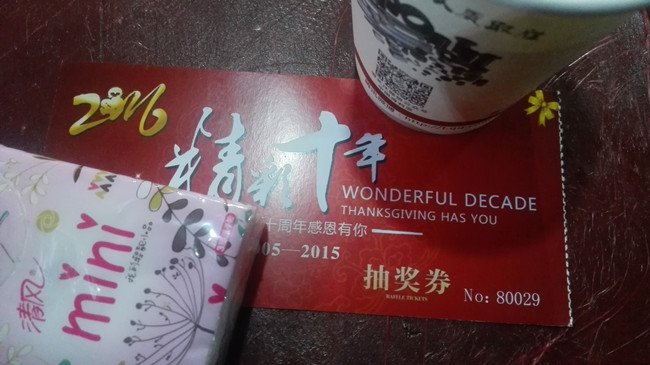 2016
精彩十年
WONDERFUL DECADE
THANKSGIVING HAS YOU
十周年感恩有你
05—2015
抽奖券
RAFFLE TICKETS
No: 80029
清风
mini